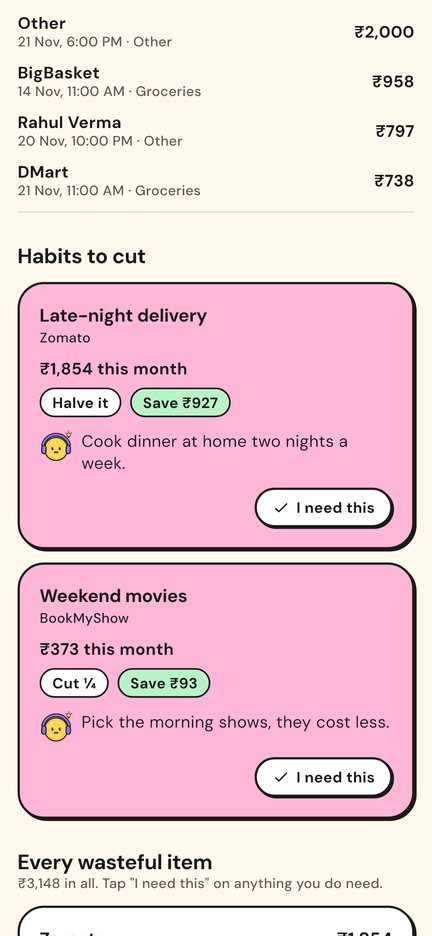 Other
₹2,000
21 Nov, 6:00 PM · Other
BigBasket
₹958
14 Nov, 11:00 AM · Groceries
Rahul Verma
₹797
20 Nov, 10:00 PM · Other
DMart
₹738
21 Nov, 11:00 AM · Groceries
Habits to cut
Late-night delivery
Zomato
₹1,854 this month
Halve it
Save ₹927
Cook dinner at home two nights a
week.
✓ I need this
Weekend movies
BookMyShow
₹373 this month
Cut ¼
Save ₹93
Pick the morning shows, they cost less.
✓ I need this
Every wasteful item
₹3,148 in all. Tap "I need this" on anything you do need.